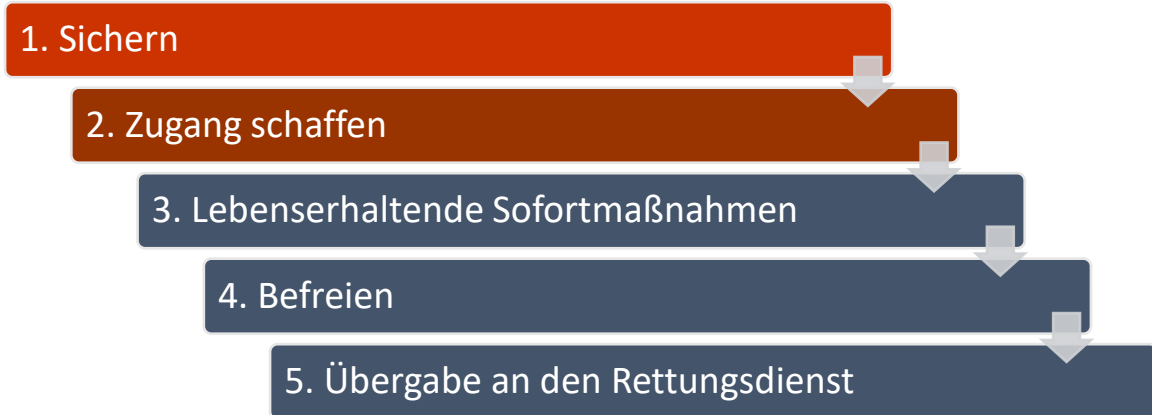 1. Sichern
2. Zugang schaffen
3. Lebenserhaltende Sofortmaßnahmen
4. Befreien
5. Übergabe an den Rettungsdienst